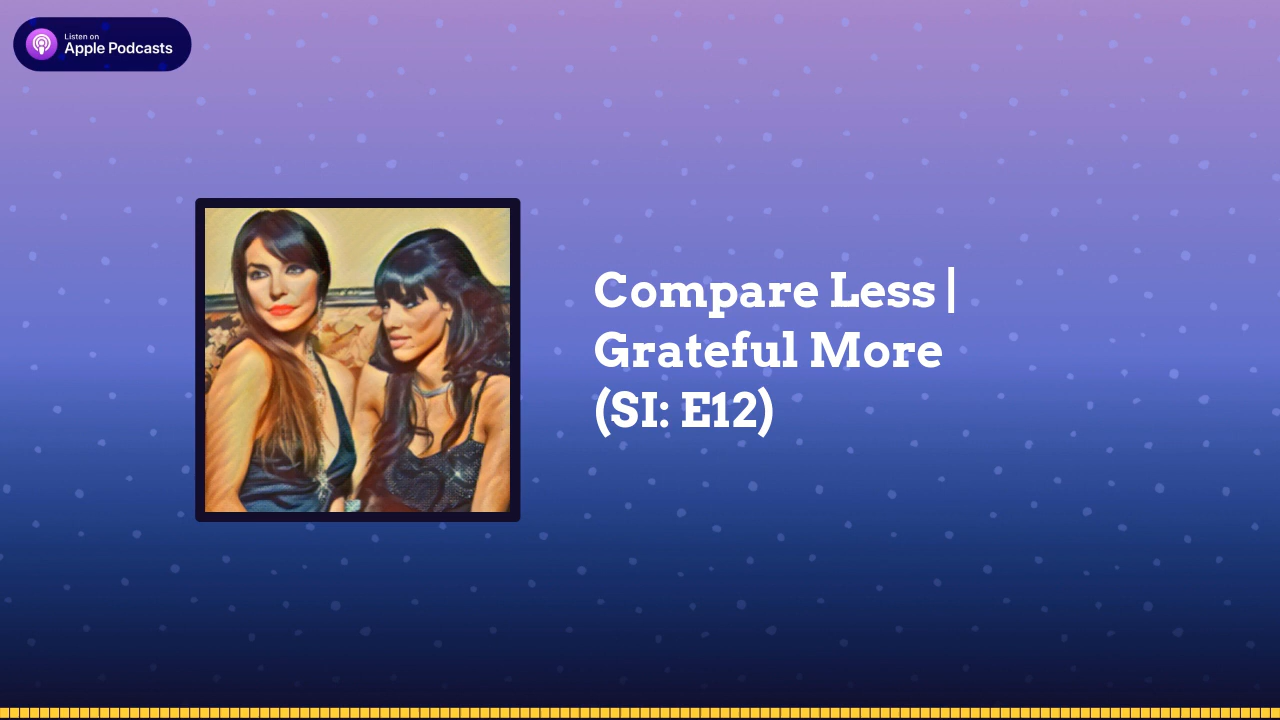 Listen on
Apple Podcasts
Compare Less |
Grateful More
(SI: E12)